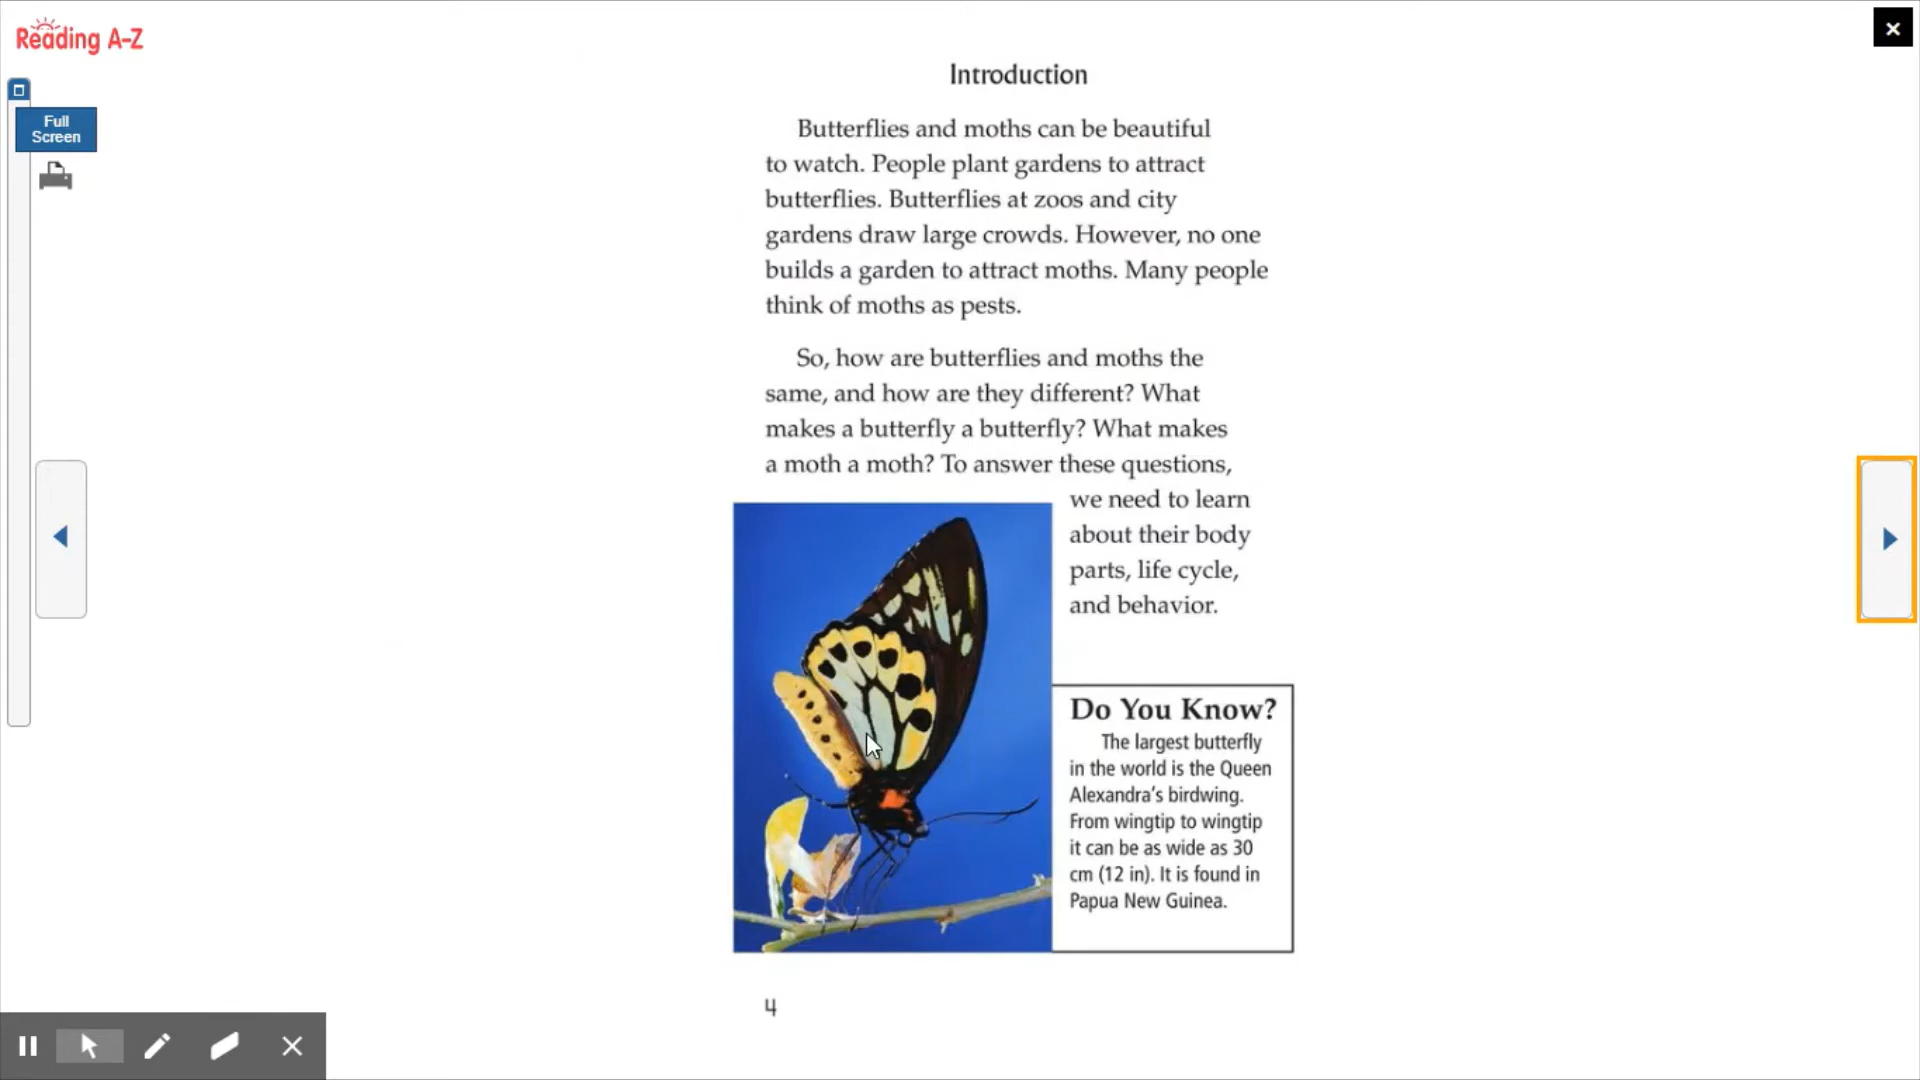 Reading A-Z
Full
Screen
Introduction
Butterflies and moths can be beautiful
to watch. People plant gardens to attract
butterflies. Butterflies at zoos and city
gardens draw large crowds. However, no one
builds a garden to attract moths. Many people
think of moths as pests.
So, how are butterflies and moths the
same, and how are they different? What
makes a butterfly a butterfly? What makes
a moth a moth? To answer these questions,
we need to learn
about their body
parts, life cycle,
and behavior.
Do You Know?
The largest butterfly
in the world is the Queen
Alexandra's birdwing.
From wingtip to wingtip
it can be as wide as 30
cm (12 in). It is found in
Papua New Guinea.
4